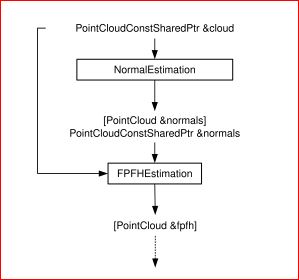 PointCloudConstSharedPtr &cloud
NormalEstimation
[PointCloud &normals]
PointCloudConstSharedPtr &normals
FPFHEstimation
[PointCloud &fpfh]